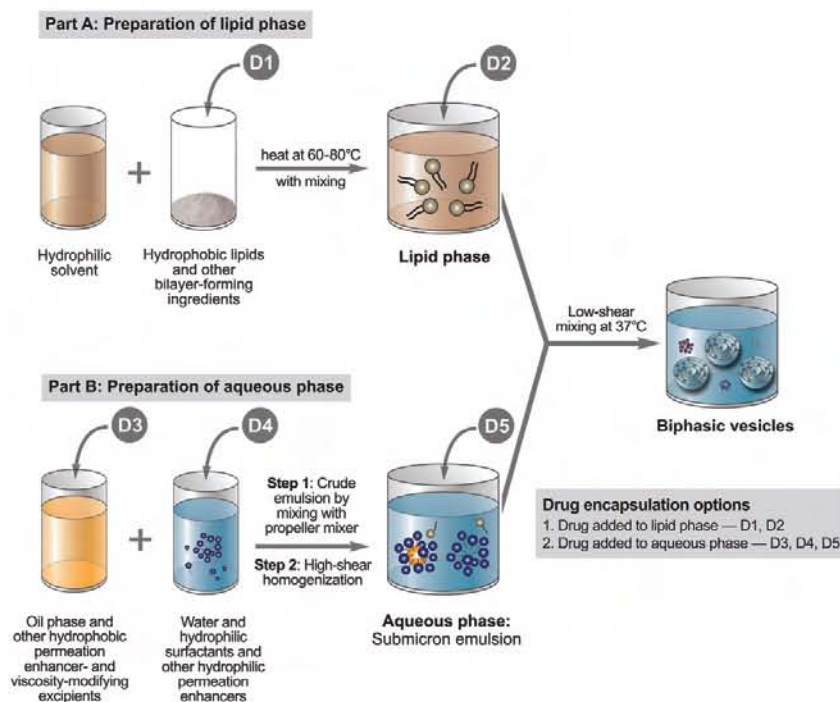 Part A: Preparation of lipid phase
D1
D2
heat at 60-80°C
with mixing
Hydrophilic
solvent
Hydrophobic lipids
and other
bilayer-forming
ingredients
Lipid phase
Low-shear
mixing at 37°C
Biphasic vesicles
Part B: Preparation of aqueous phase
D3
D4
D5
Step 1: Crude
emulsion by
mixing with
propeller mixer
Step 2: High-shear
homogenization
Oil phase and
other hydrophobic
permeation
enhancer- and
viscosity-modifying
excipients
Water and
hydrophilic
surfactants and
other hydrophilic
permeation
enhancers
Aqueous phase:
Submicron emulsion
Drug encapsulation options
1. Drug added to lipid phase — D1, D2
2. Drug added to aqueous phase — D3, D4, D5